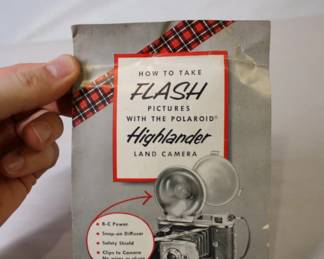 HOW TO TAKE
FLASH
PICTURES
WITH THE POLAROID®
Highlander
LAND CAMERA
• B-C Power
• Snap-on Diffuser
• Safety Shield
• Clips to Camera